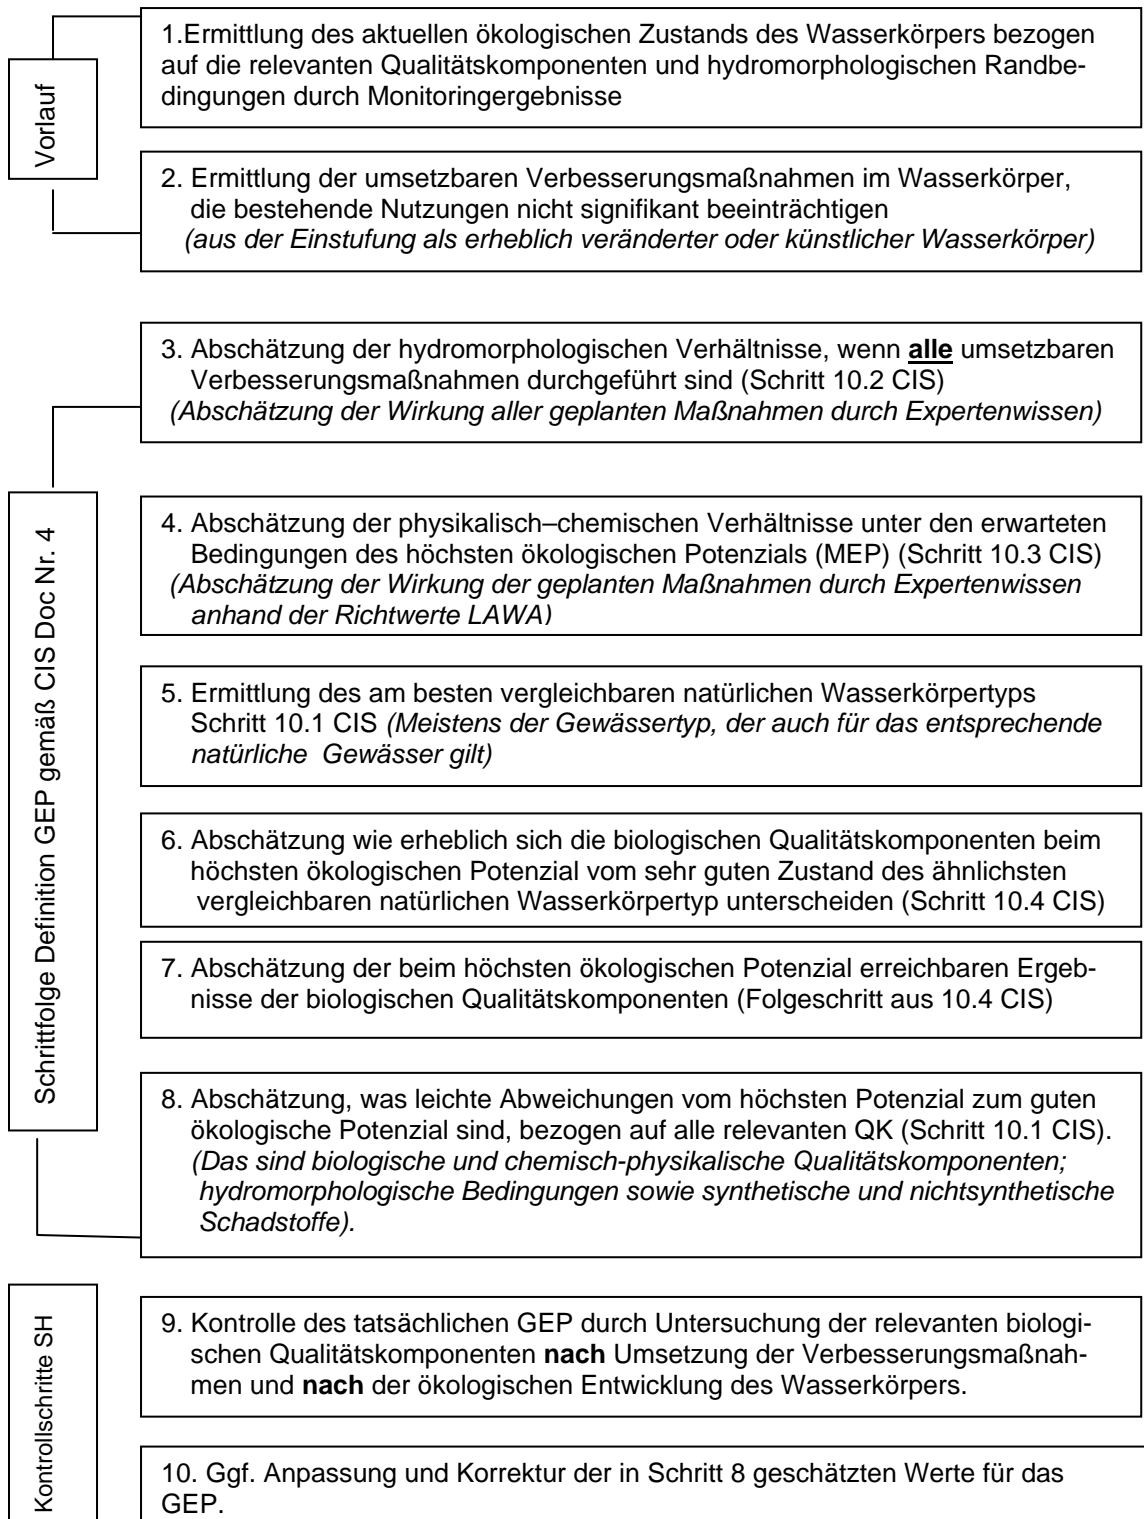 Vorlauf
1.Ermittlung des aktuellen ökologischen Zustands des Wasserkörpers bezogen
auf die relevanten Qualitätskomponenten und hydromorphologischen Randbe-
dingungen durch Monitoringergebnisse
2. Ermittlung der umsetzbaren Verbesserungsmaßnahmen im Wasserkörper,
die bestehende Nutzungen nicht signifikant beeinträchtigen
(aus der Einstufung als erheblich veränderter oder künstlicher Wasserkörper)
Schrittfolge Definition GEP gemäß CIS Doc Nr. 4
3. Abschätzung der hydromorphologischen Verhältnisse, wenn alle umsetzbaren
Verbesserungsmaßnahmen durchgeführt sind (Schritt 10.2 CIS)
(Abschätzung der Wirkung aller geplanten Maßnahmen durch Expertenwissen)
4. Abschätzung der physikalisch–chemischen Verhältnisse unter den erwarteten
Bedingungen des höchsten ökologischen Potenzials (MEP) (Schritt 10.3 CIS)
(Abschätzung der Wirkung der geplanten Maßnahmen durch Expertenwissen
anhand der Richtwerte LAWA)
5. Ermittlung des am besten vergleichbaren natürlichen Wasserkörpertyps
Schritt 10.1 CIS (Meistens der Gewässertyp, der auch für das entsprechende
natürliche Gewässer gilt)
6. Abschätzung wie erheblich sich die biologischen Qualitätskomponenten beim
höchsten ökologischen Potenzial vom sehr guten Zustand des ähnlichsten
vergleichbaren natürlichen Wasserkörpertyp unterscheiden (Schritt 10.4 CIS)
7. Abschätzung der beim höchsten ökologischen Potenzial erreichbaren Ergeb-
nisse der biologischen Qualitätskomponenten (Folgeschritt aus 10.4 CIS)
8. Abschätzung, was leichte Abweichungen vom höchsten Potenzial zum guten
ökologische Potenzial sind, bezogen auf alle relevanten QK (Schritt 10.1 CIS).
(Das sind biologische und chemisch-physikalische Qualitätskomponenten;
hydromorphologische Bedingungen sowie synthetische und nichtsynthetische
Schadstoffe).
Kontrollschritte SH
9. Kontrolle des tatsächlichen GEP durch Untersuchung der relevanten biologi-
schen Qualitätskomponenten nach Umsetzung der Verbesserungsmaßnah-
men und nach der ökologischen Entwicklung des Wasserkörpers.
10. Ggf. Anpassung und Korrektur der in Schritt 8 geschätzten Werte für das
GEP.